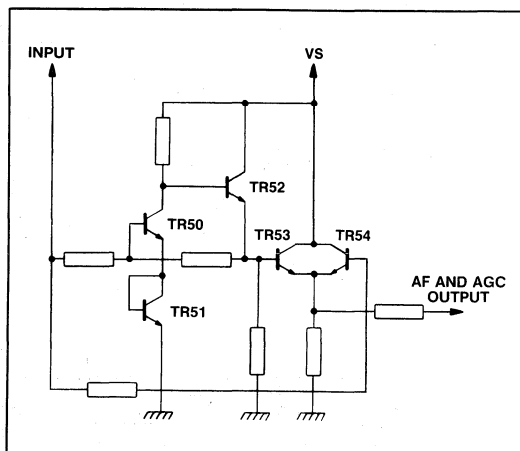 INPUT
VS
TR52
TR50
TR53
TR54
AF AND AGC
OUTPUT
TR51